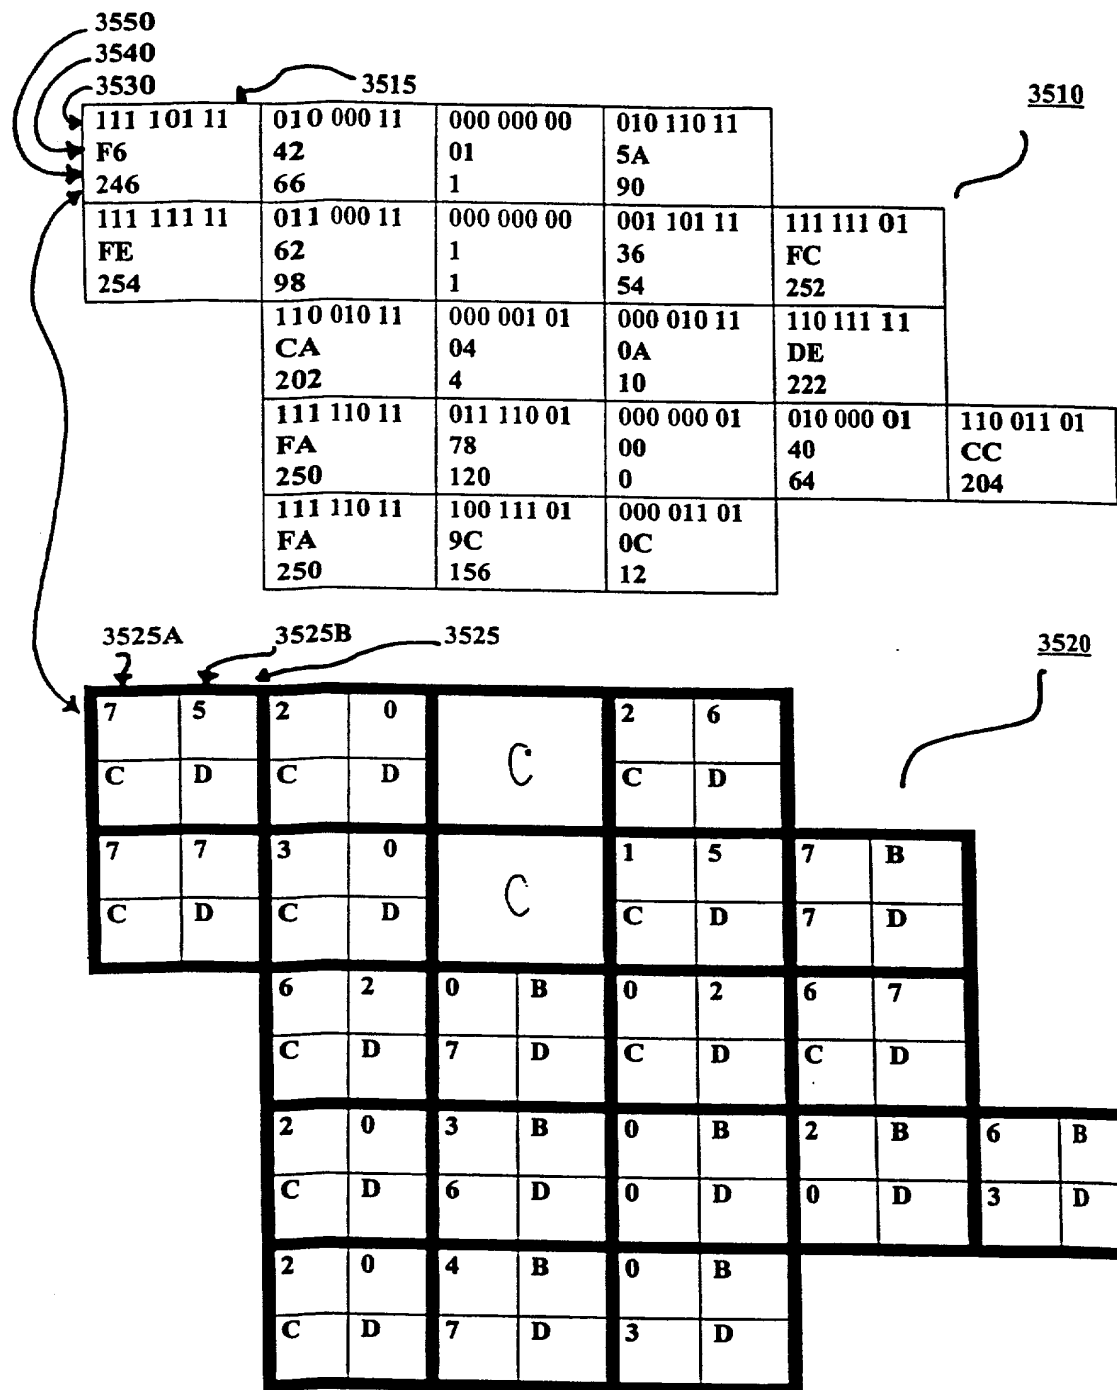 3550
3540
3530 3515
3510
111 101 11 010 000 11 000 000 00 010 110 11
F6 42 01 5A
246 66 1 90
111 111 11 011 000 11 000 000 00 001 101 11 111 111 01
FE 62 1 36 FC
254 98 1 54 252
110 010 11 000 001 01 000 010 11 110 111 11
CA 04 0A DE
202 4 10 222
111 110 11 011 110 01 000 000 01 010 000 01 110 011 01
FA 78 00 40 CC
250 120 0 64 204
111 110 11 100 111 01 000 011 01
FA 9C 0C
250 156 12
3525A 3525B 3525 3520
7 5 2 0 C 2 6
C D C D C D
7 7 3 0 C 1 5 7 B
C D C D C D 7 D
6 2 0 B 0 2 6 7
C D 7 D C D C D
2 0 3 B 0 B 2 B 6 B
C D 6 D 0 D 0 D 3 D
2 0 4 B 0 B
C D 7 D 3 D